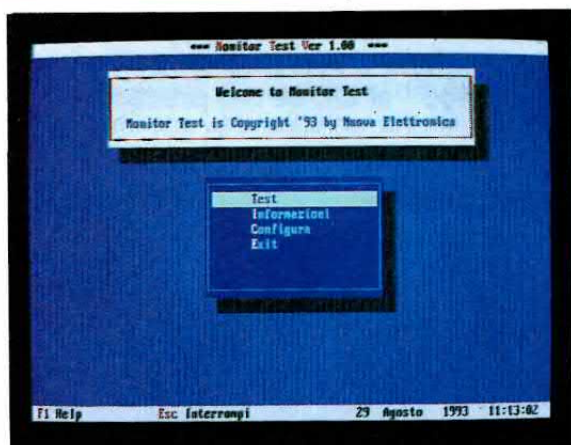 *** Monitor Test Ver 1.00 ***
Welcome to Monitor Test
Monitor Test is Copyright '93 by Nuova Elettronica
Test
Informazioni
Configura
Exit
F1 Help Esc Interrompi 29 Agosto 1993 11:13:02